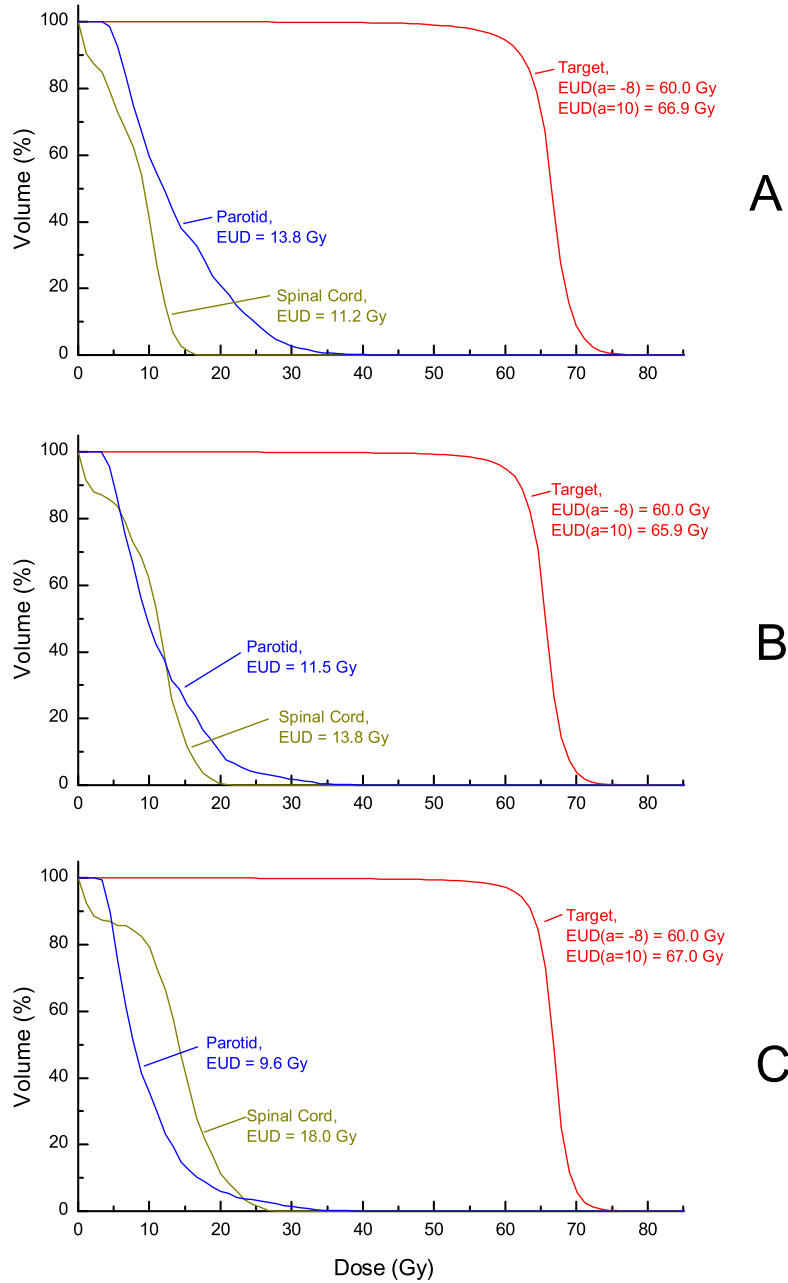 100
80
60
40
20
0
Volume (%)
0 10 20 30 40 50 60 70 80
Target,
EUD(a= -8) = 60.0 Gy
EUD(a=10) = 66.9 Gy
Parotid,
EUD = 13.8 Gy
Spinal Cord,
EUD = 11.2 Gy
A
100
80
60
40
20
0
Volume (%)
0 10 20 30 40 50 60 70 80
Target,
EUD(a= -8) = 60.0 Gy
EUD(a=10) = 65.9 Gy
Parotid,
EUD = 11.5 Gy
Spinal Cord,
EUD = 13.8 Gy
B
100
80
60
40
20
0
Volume (%)
0 10 20 30 40 50 60 70 80
Target,
EUD(a= -8) = 60.0 Gy
EUD(a=10) = 67.0 Gy
Parotid,
EUD = 9.6 Gy
Spinal Cord,
EUD = 18.0 Gy
C
Dose (Gy)